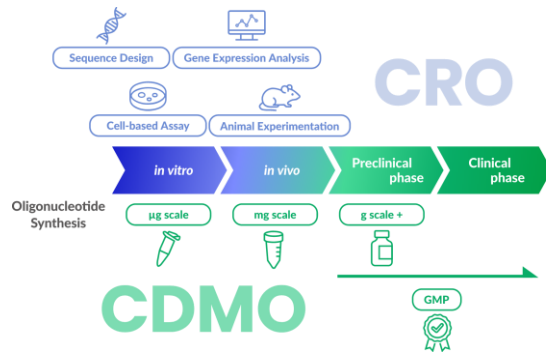 Sequence Design
Gene Expression Analysis
CRO
Cell-based Assay
Animal Experimentation
in vitro
in vivo
Preclinical
phase
Clinical
phase
Oligonucleotide
Synthesis
µg scale
mg scale
g scale +
CDMO
GMP